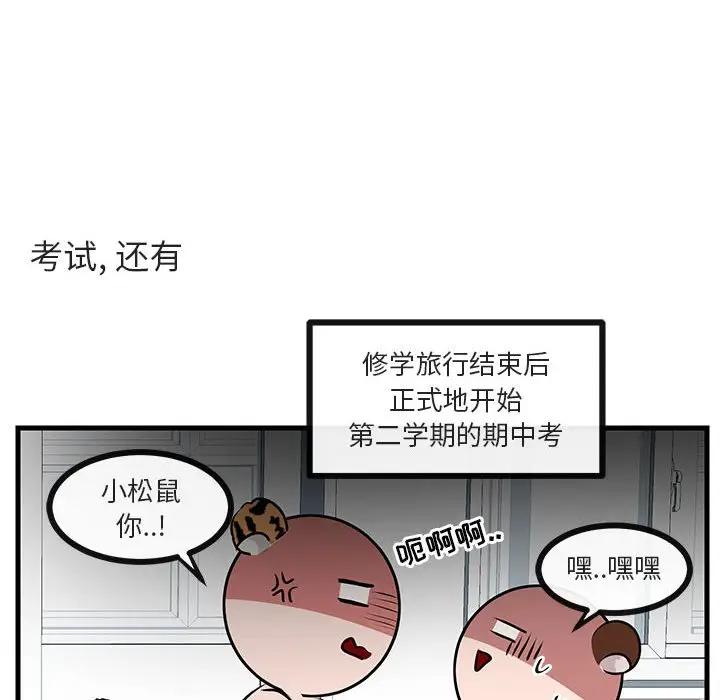 考试, 还有
修学旅行结束后
正式地开始
第二学期的期中考
小松鼠
你..!
呃啊啊..
嘿..嘿嘿